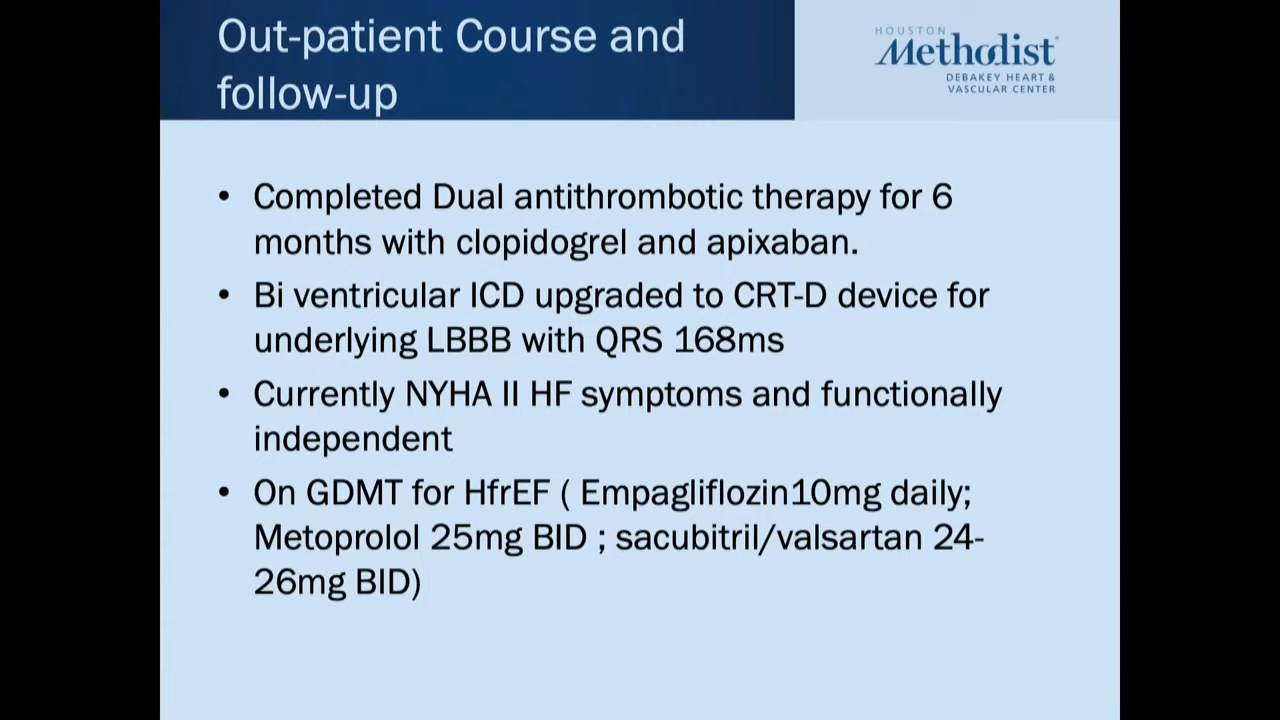 Out-patient Course and
follow-up
HOUSTON
Methodist
DEBAKEY HEART &
VASCULAR CENTER
• Completed Dual antithrombotic therapy for 6
months with clopidogrel and apixaban.
• Bi ventricular ICD upgraded to CRT-D device for
underlying LBBB with QRS 168ms
• Currently NYHA II HF symptoms and functionally
independent
• On GDMT for HfrEF ( Empagliflozin10mg daily;
Metoprolol 25mg BID ; sacubitril/valsartan 24-
26mg BID)